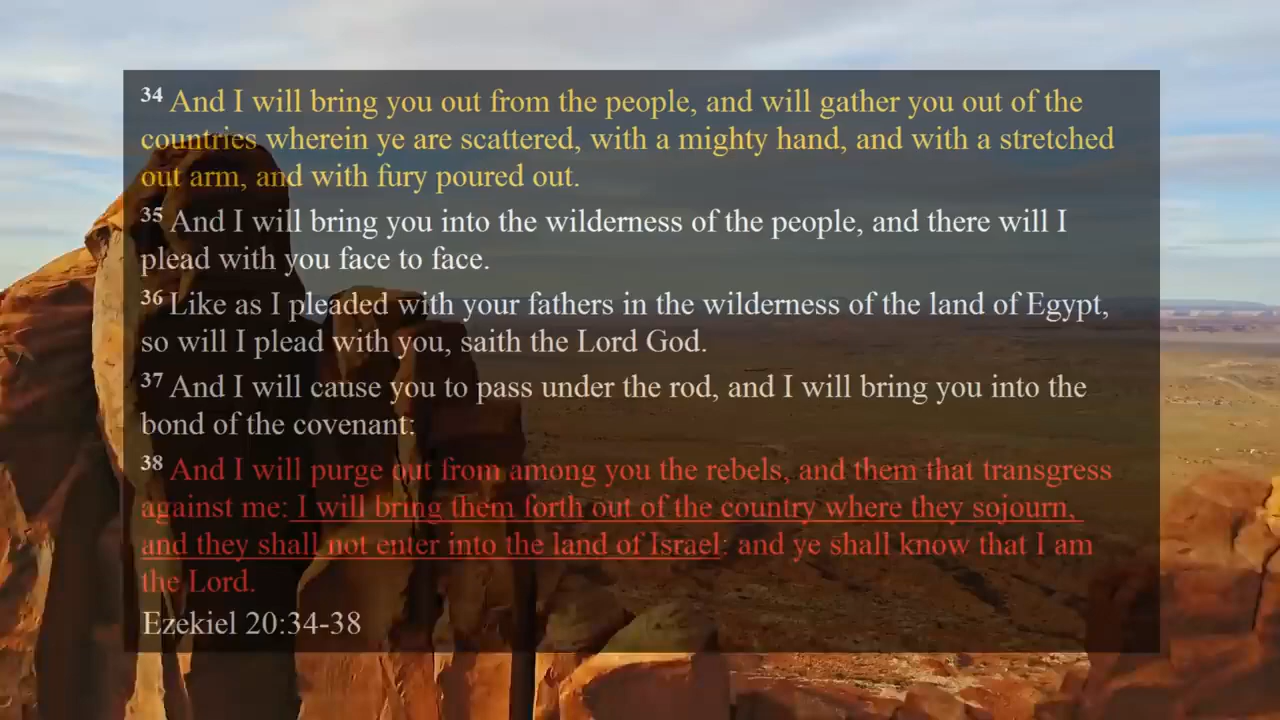 34 And I will bring you out from the people, and will gather you out of the
countries wherein ye are scattered, with a mighty hand, and with a stretched
out arm, and with fury poured out.
35 And I will bring you into the wilderness of the people, and there will I
plead with you face to face.
36 Like as I pleaded with your fathers in the wilderness of the land of Egypt,
so will I plead with you, saith the Lord God.
37 And I will cause you to pass under the rod, and I will bring you into the
bond of the covenant:
38 And I will purge out from among you the rebels, and them that transgress
against me: I will bring them forth out of the country where they sojourn,
and they shall not enter into the land of Israel: and ye shall know that I am
the Lord.
Ezekiel 20:34-38